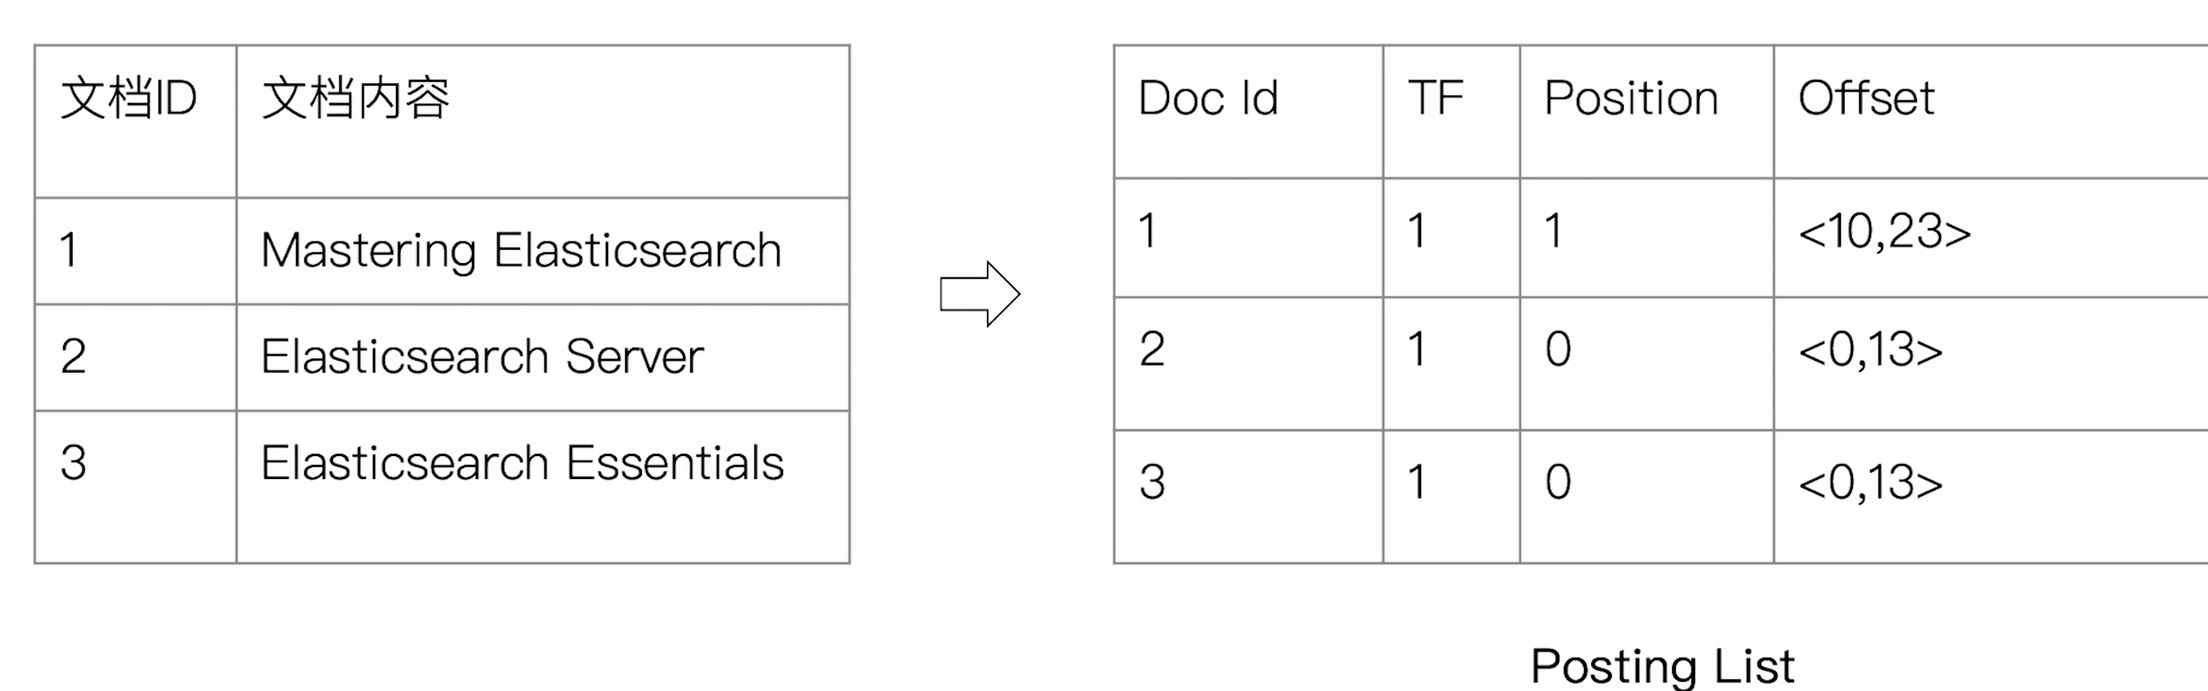 文档ID 文档内容
1 Mastering Elasticsearch
2 Elasticsearch Server
3 Elasticsearch Essentials
Doc Id TF Position Offset
1 1 1 <10,23>
2 1 0 <0,13>
3 1 0 <0,13>
Posting List